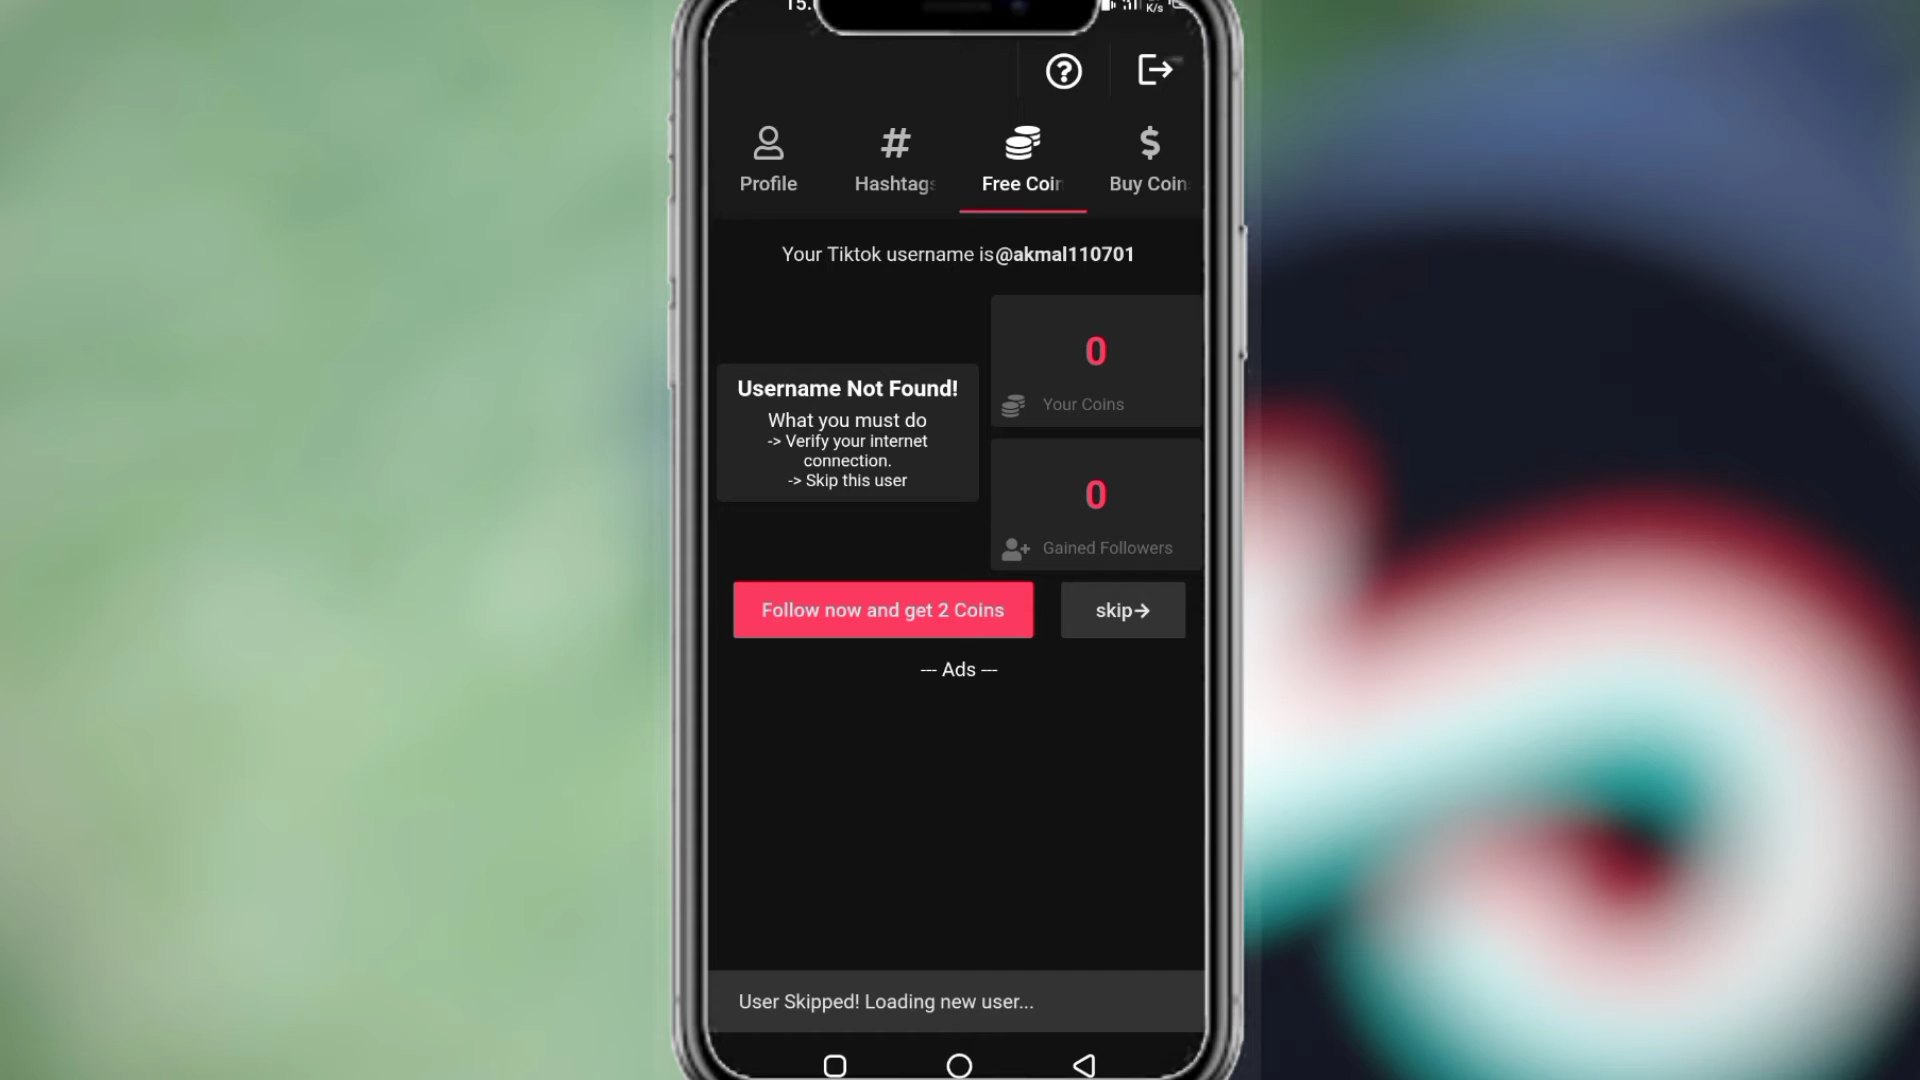 15.
K/s
Profile
Hashtags
Free Coin
Buy Coin
Your Tiktok username is@akmal110701
0
Your Coins
Username Not Found!
What you must do
-> Verify your internet
connection.
-> Skip this user
0
Gained Followers
Follow now and get 2 Coins
skip→
--- Ads ---
User Skipped! Loading new user...